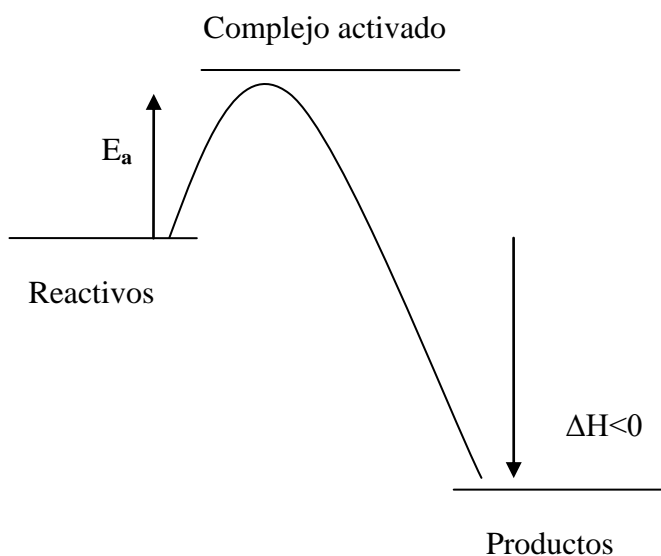 Complejo activado
Ea
Reactivos
ΔH<0
Productos